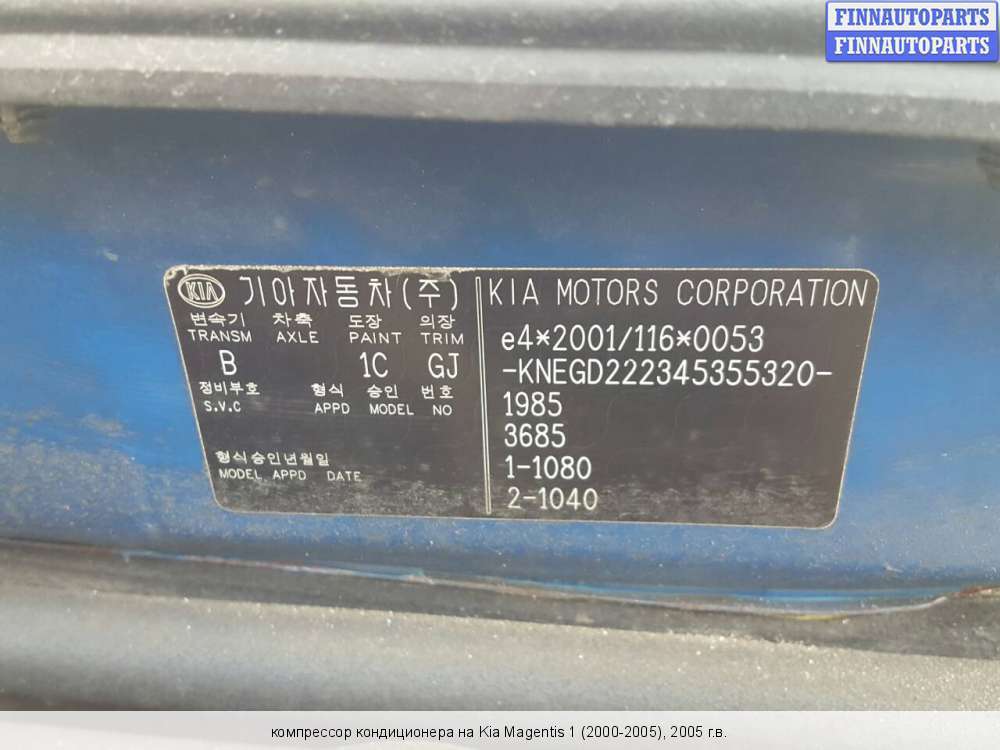 FINNAUTOPARTS
FINNAUTOPARTS
KIA 기아자동차(주)
변속기 차축 도장 의장
TRANSM AXLE PAINT TRIM
B 1C GJ
정비부호 형식 승인 번호
S.V.C APPD MODEL NO
형식승인년월일
MODEL APPD DATE
KIA MOTORS CORPORATION
e4*2001/116*0053
-KNEGD222345355320-
1985
3685
1-1080
2-1040
компрессор кондиционера на Kia Magentis 1 (2000-2005), 2005 г.в.